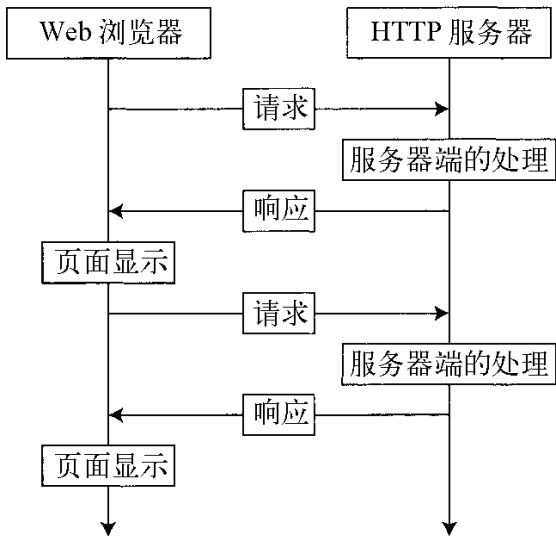 Web 浏览器
HTTP 服务器
请求
服务器端的处理
响应
页面显示
请求
服务器端的处理
响应
页面显示